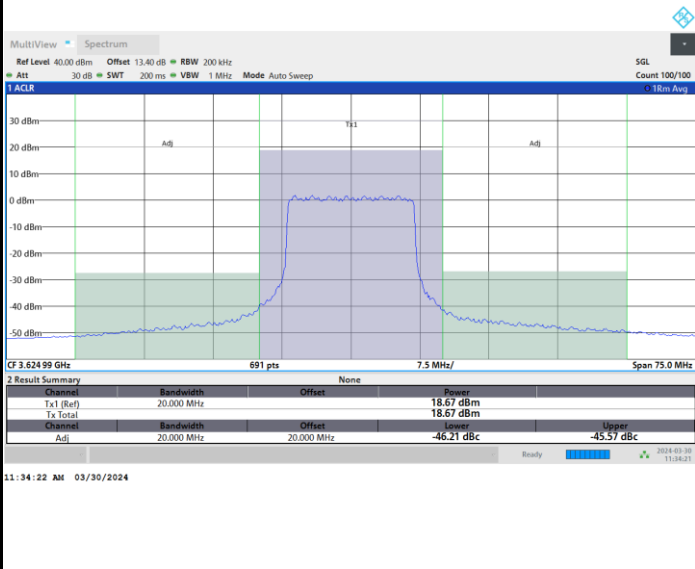 MultiView Spectrum
Ref Level 40.00 dBm Offset 13.40 dB RBW 200 kHz SGL
Att 30 dB SWT 200 ms VBW 1 MHz Mode Auto Sweep Count 100/100
1 ACLR 1Rm Avg
30 dBm
Tx1
20 dBm
Adj Adj
10 dBm
0 dBm
-10 dBm
-20 dBm
-30 dBm
-40 dBm
-50 dBm
CF 3.624 99 GHz 691 pts 7.5 MHz/ Span 75.0 MHz
2 Result Summary None
Channel Bandwidth Offset Power
Tx1 (Ref) 20.000 MHz 18.67 dBm
Tx Total 18.67 dBm
Channel Bandwidth Offset Lower Upper
Adj 20.000 MHz 20.000 MHz -46.21 dBc -45.57 dBc
Ready 2024-03-30
11:34:21
11:34:22 AM 03/30/2024